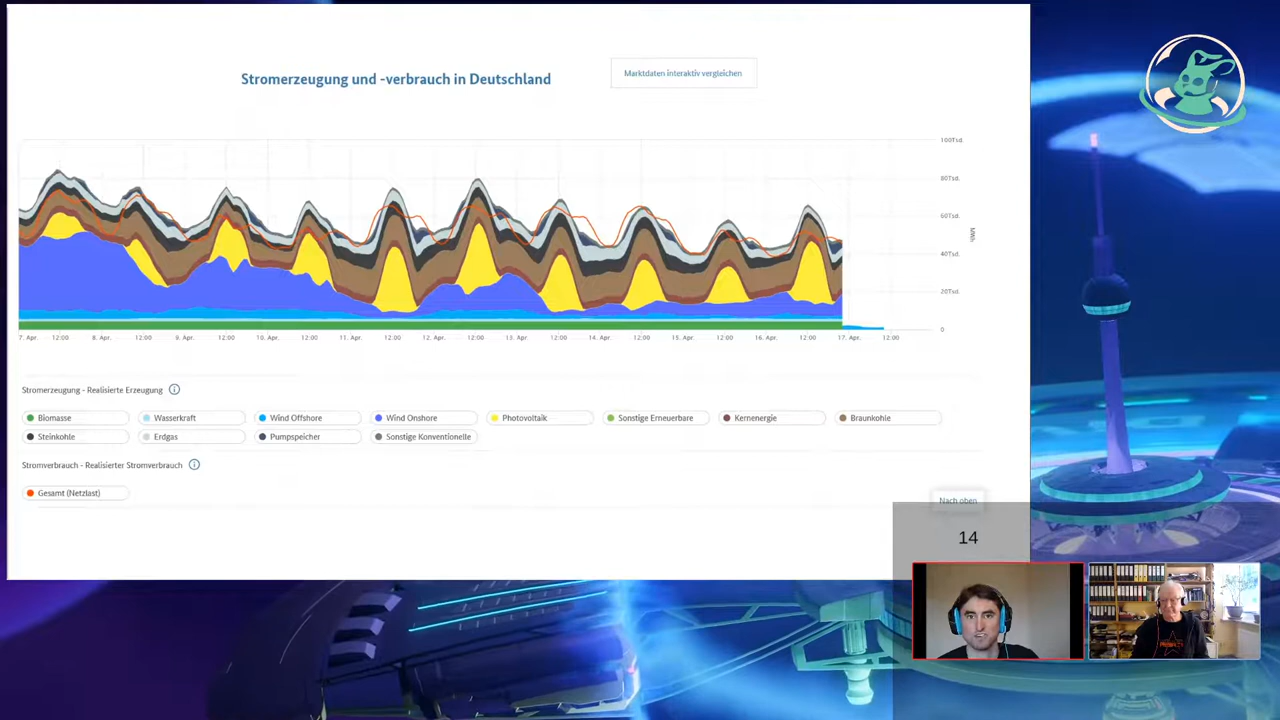 Stromerzeugung und -verbrauch in Deutschland
Marktdaten interaktiv vergleichen
100Tsd.
80Tsd.
60Tsd.
40Tsd.
20Tsd.
0
MWh
7. Apr. 12:00 8. Apr. 12:00 9. Apr. 12:00 10. Apr. 12:00 11. Apr. 12:00 12. Apr. 12:00 13. Apr. 12:00 14. Apr. 12:00 15. Apr. 12:00 16. Apr. 12:00 17. Apr. 12:00
Stromerzeugung - Realisierte Erzeugung
Biomasse Wasserkraft Wind Offshore Wind Onshore Photovoltaik Sonstige Erneuerbare Kernenergie Braunkohle
Steinkohle Erdgas Pumpspeicher Sonstige Konventionelle
Stromverbrauch - Realisierter Stromverbrauch
Gesamt (Netzlast)
Nach oben
14